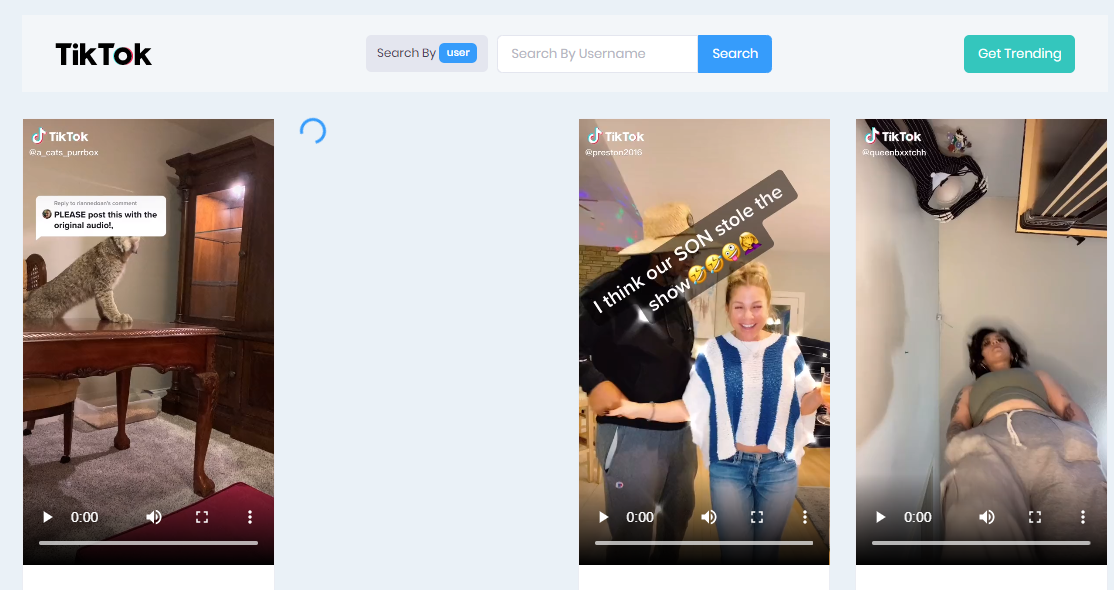 TikTok
Search By user
Search By Username
Search
Get Trending
TikTok
@a_cats_purrbox
Reply to riannedoan's comment
PLEASE post this with the
original audio!,
0:00
TikTok
@preston2016
I think our SON stole the
show🤣🤣🤪🤦‍♀️
0:00
TikTok
@queenbxxtchh
0:00